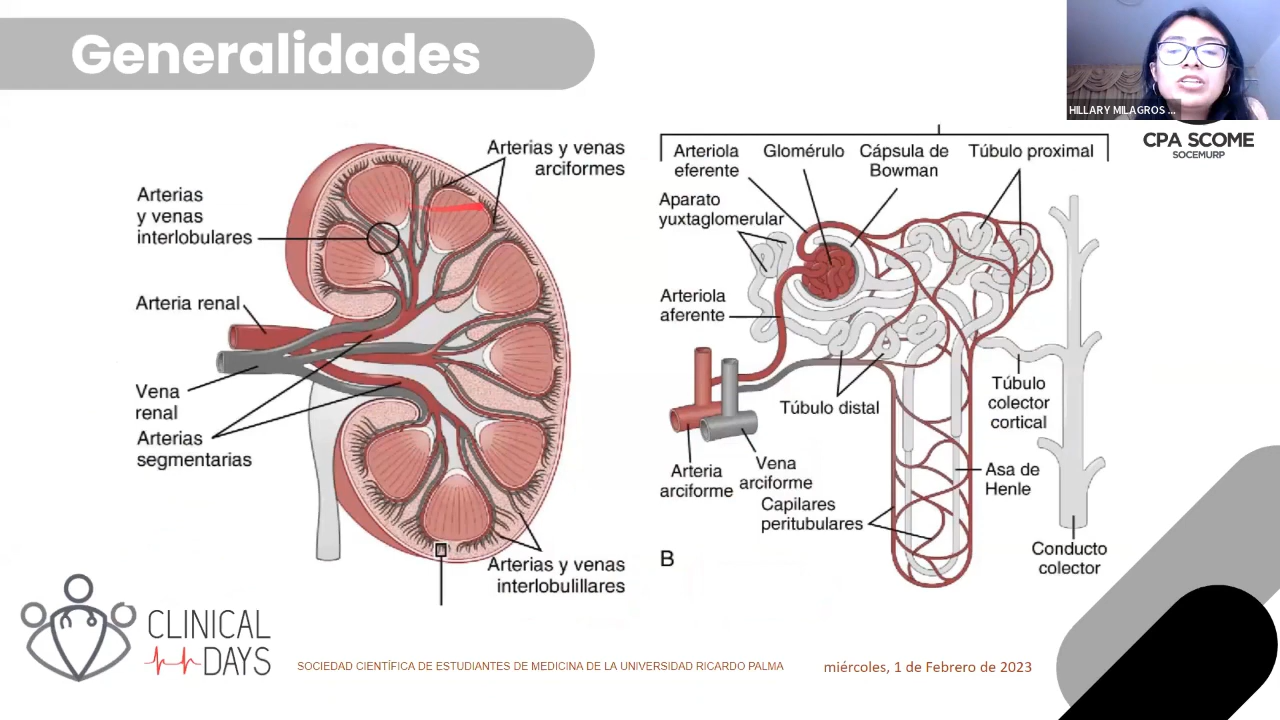 Generalidades
HILLARY MILAGROS ...
CPA SCOME
SOCEMURP
Arterias y venas
arciformes
Arterias
y venas
interlobulares
Arteria renal
Vena
renal
Arterias
segmentarias
Arterias y venas
interlobulillares
Arteriola
eferente
Glomérulo
Cápsula de
Bowman
Túbulo proximal
Aparato
yuxtaglomerular
Arteriola
aferente
Túbulo distal
Túbulo
colector
cortical
Arteria
arciforme
Vena
arciforme
Capilares
peritubulares
Asa de
Henle
Conducto
colector
B
CLINICAL
DAYS
SOCIEDAD CIENTÍFICA DE ESTUDIANTES DE MEDICINA DE LA UNIVERSIDAD RICARDO PALMA
miércoles, 1 de Febrero de 2023